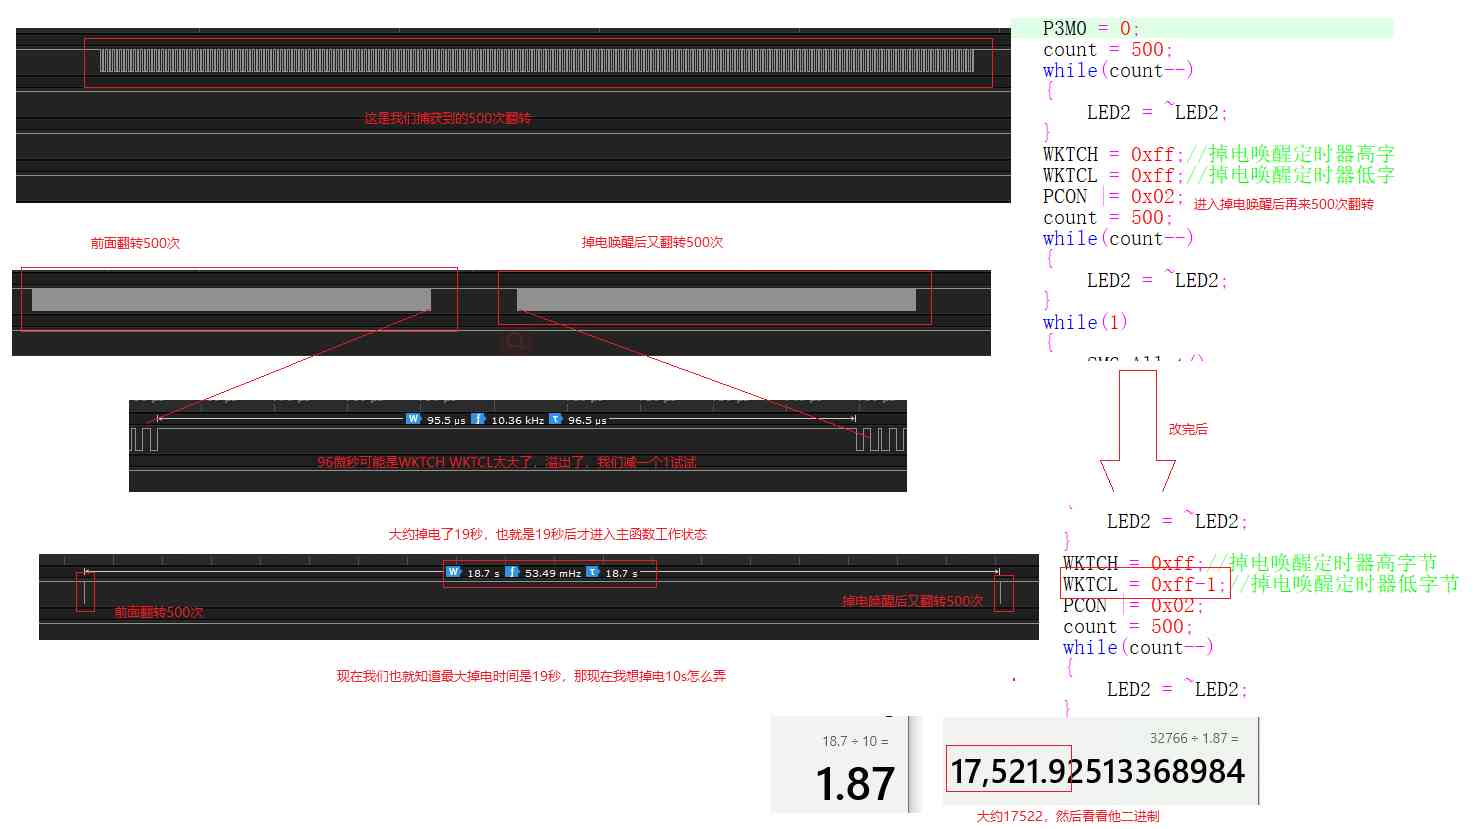 这是我们捕获到的500次翻转
P3M0 = 0;
count = 500;
while(count--)
{
LED2 = ~LED2;
}
WKTCH = 0xff;//掉电唤醒定时器高字
WKTCL = 0xff;//掉电唤醒定时器低字
PCON |= 0x02;
进入掉电唤醒后再来500次翻转
count = 500;
while(count--)
{
LED2 = ~LED2;
}
while(1)
{
前面翻转500次
掉电唤醒后又翻转500次
W 95.5 μs f 10.36 kHz τ 96.5 μs
96微秒可能是WKTCH WKTCL太大了，溢出了，我们减一个1试试
改完后
大约掉电了19秒，也就是19秒后才进入主函数工作状态
W 18.7 s f 53.49 mHz τ 18.7 s
前面翻转500次
掉电唤醒后又翻转500次
LED2 = ~LED2;
}
WKTCH = 0xff;//掉电唤醒定时器高字节
WKTCL = 0xff-1;//掉电唤醒定时器低字节
PCON |= 0x02;
count = 500;
while(count--)
{
LED2 = ~LED2;
}
现在我们也就知道最大掉电时间是19秒，那现在我想掉电10s怎么弄
18.7 ÷ 10 =
1.87
32766 ÷ 1.87 =
17,521.92513368984
大约17522，然后看看他二进制